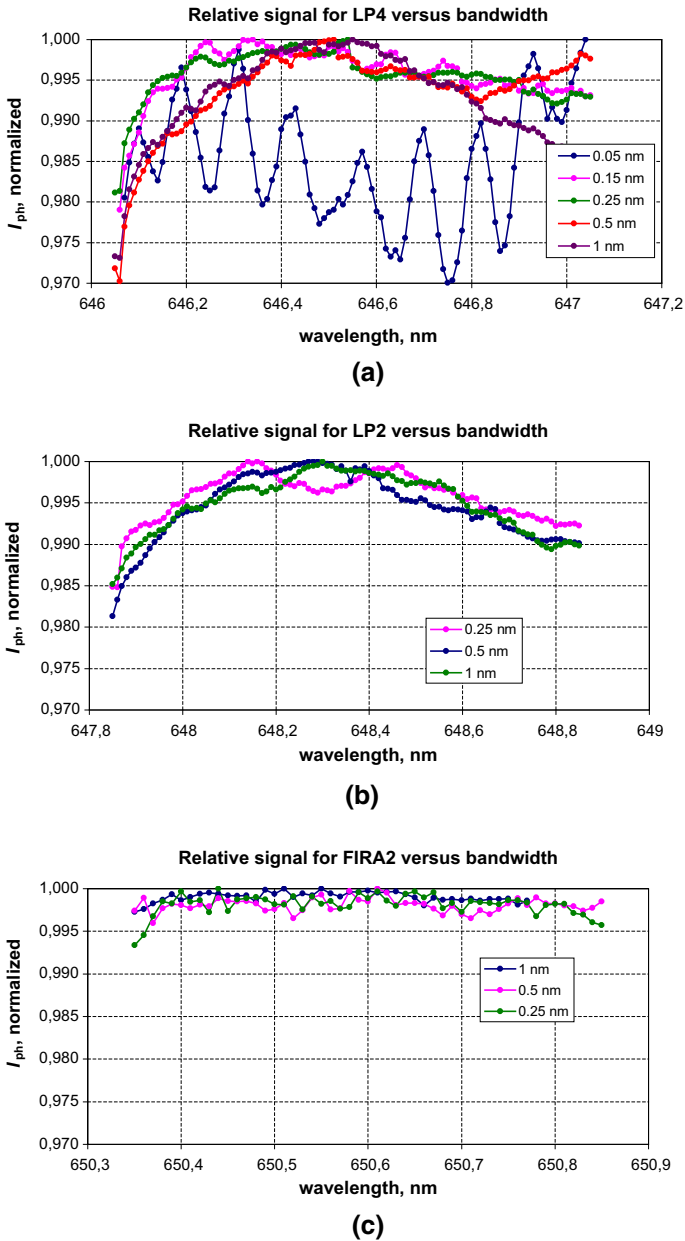 Relative signal for LP4 versus bandwidth
1,000
0,995
0,990
0,985
0,980
0,975
0,970
Iph, normalized
0.05 nm
0.15 nm
0.25 nm
0.5 nm
1 nm
646 646,2 646,4 646,6 646,8 647 647,2
wavelength, nm
(a)
Relative signal for LP2 versus bandwidth
1,000
0,995
0,990
0,985
0,980
0,975
0,970
Iph, normalized
0.25 nm
0.5 nm
1 nm
647,8 648 648,2 648,4 648,6 648,8 649
wavelength, nm
(b)
Relative signal for FIRA2 versus bandwidth
1,000
0,995
0,990
0,985
0,980
0,975
0,970
Iph, normalized
1 nm
0.5 nm
0.25 nm
650,3 650,4 650,5 650,6 650,7 650,8 650,9
wavelength, nm
(c)